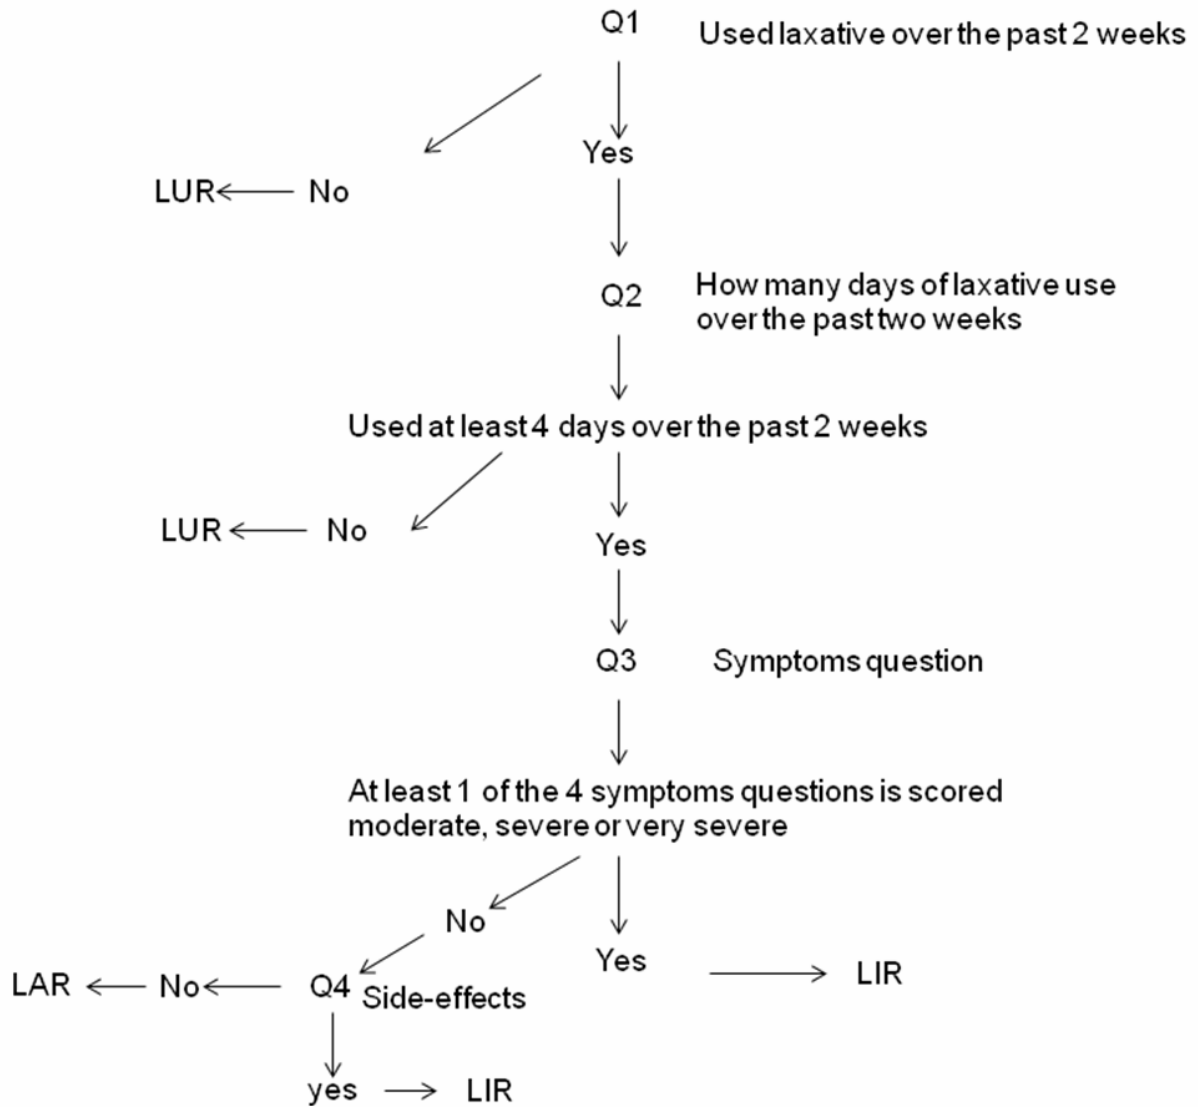 Q1
Used laxative over the past 2 weeks
Yes
LUR
No
Q2
How many days of laxative use
over the past two weeks
Used at least 4 days over the past 2 weeks
LUR
No
Yes
Q3
Symptoms question
At least 1 of the 4 symptoms questions is scored
moderate, severe or very severe
No
Yes
LIR
LAR
No
Q4
Side-effects
yes
LIR